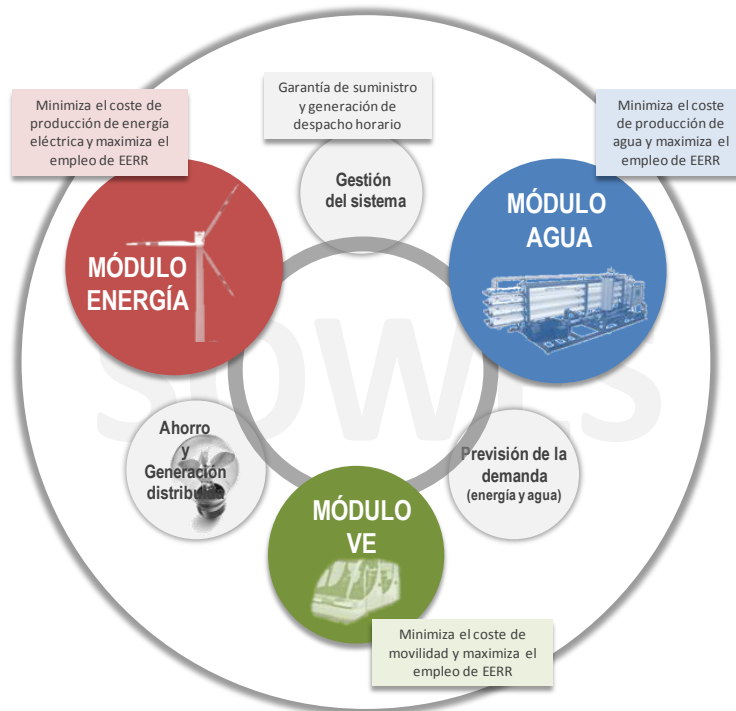 Garantía de suministro
y generación de
despacho horario
Minimiza el coste de
producción de energía
eléctrica y maximiza el
empleo de EERR
Minimiza el coste
de producción de
agua y maximiza el
empleo de EERR
Gestión
del sistema
MÓDULO
ENERGÍA
MÓDULO
AGUA
Ahorro
y
Generación
distribuida
Previsión de la
demanda
(energía y agua)
MÓDULO
VE
Minimiza el coste de
movilidad y maximiza el
empleo de EERR